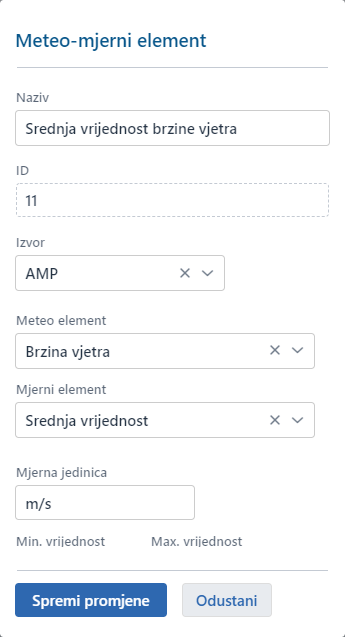 Meteo-mjerni element
Naziv
Srednja vrijednost brzine vjetra
ID
11
Izvor
AMP
Meteo element
Brzina vjetra
Mjerni element
Srednja vrijednost
Mjerna jedinica
m/s
Min. vrijednost Max. vrijednost
Spremi promjene Odustani